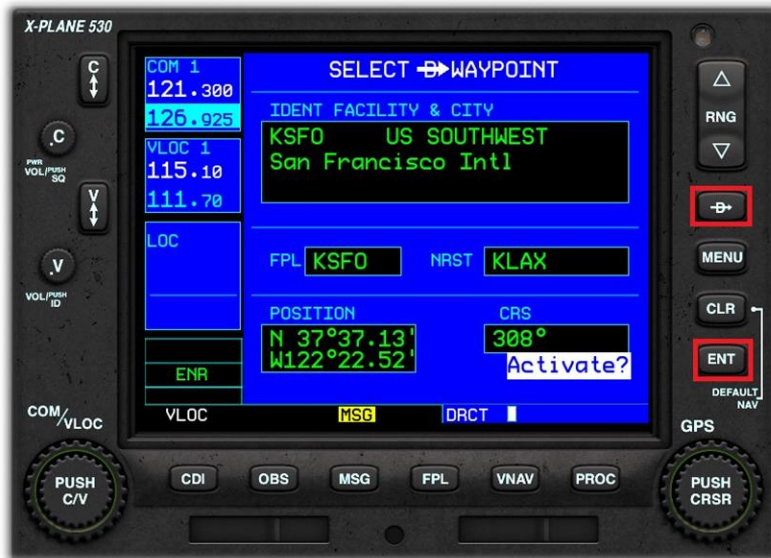 X-PLANE 530
C
.C
PWR
VOL/PUSH
SQ
V
.V
VOL/PUSH
ID
COM/VLOC
PUSH
C/V
COM 1
121.300
126.925
VLOC 1
115.10
111.70
LOC
ENR
VLOC
SELECT D WAYPOINT
IDENT FACILITY & CITY
KSFO US SOUTHWEST
San Francisco Intl
FPL KSFO NRST KLAX
POSITION CRS
N 37°37.13' 308°
W122°22.52' Activate?
MSG
DRCT
RNG
D
MENU
CLR
ENT
DEFAULT
NAV
GPS
PUSH
CRSR
CDI OBS MSG FPL VNAV PROC